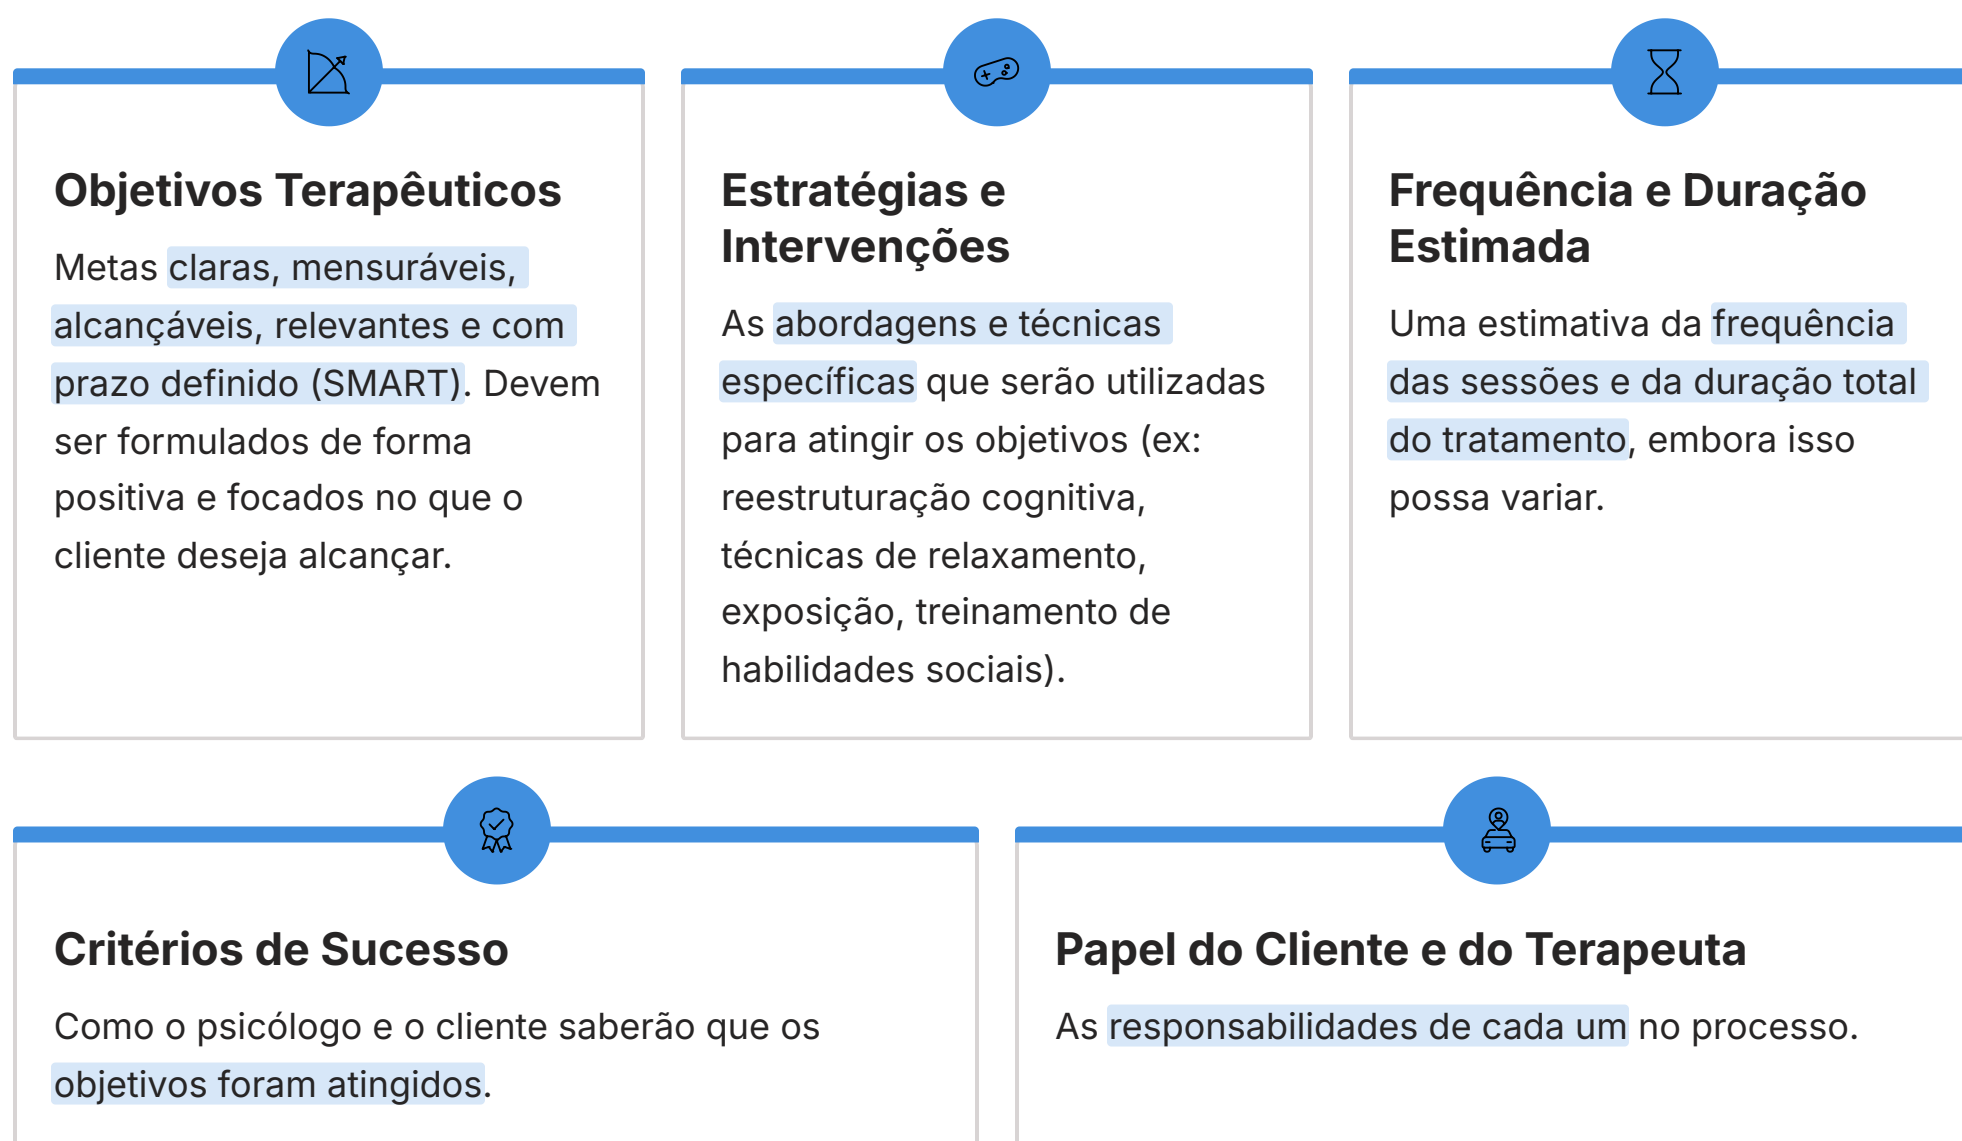 Objetivos Terapêuticos
Metas claras, mensuráveis,
alcançáveis, relevantes e com
prazo definido (SMART). Devem
ser formulados de forma
positiva e focados no que o
cliente deseja alcançar.
Estratégias e
Intervenções
As abordagens e técnicas
específicas que serão utilizadas
para atingir os objetivos (ex:
reestruturação cognitiva,
técnicas de relaxamento,
exposição, treinamento de
habilidades sociais).
Frequência e Duração
Estimada
Uma estimativa da frequência
das sessões e da duração total
do tratamento, embora isso
possa variar.
Critérios de Sucesso
Como o psicólogo e o cliente saberão que os
objetivos foram atingidos.
Papel do Cliente e do Terapeuta
As responsabilidades de cada um no processo.